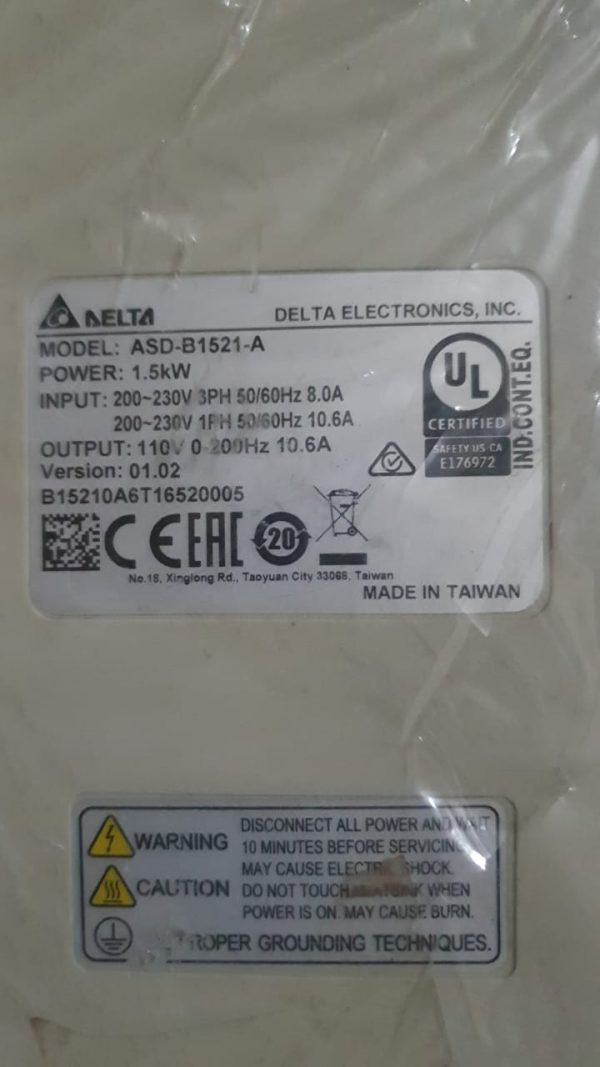 DELTA
DELTA ELECTRONICS, INC.
MODEL: ASD-B1521-A
POWER: 1.5kW
INPUT: 200~230V 3PH 50/60Hz 8.0A
200~230V 1PH 50/60Hz 10.6A
OUTPUT: 110V 0-200Hz 10.6A
Version: 01.02
B15210A6T16520005
UL
CERTIFIED
SAFETY US CA
E176972
IND.CONT.EQ.
CE EAC 20
No.18, Xinglong Rd., Taoyuan City 33068, Taiwan
MADE IN TAIWAN
WARNING
DISCONNECT ALL POWER AND WAIT
10 MINUTES BEFORE SERVICING
MAY CAUSE ELECTRIC SHOCK.
CAUTION
DO NOT TOUCH WHEN
POWER IS ON. MAY CAUSE BURN.
PROPER GROUNDING TECHNIQUES.